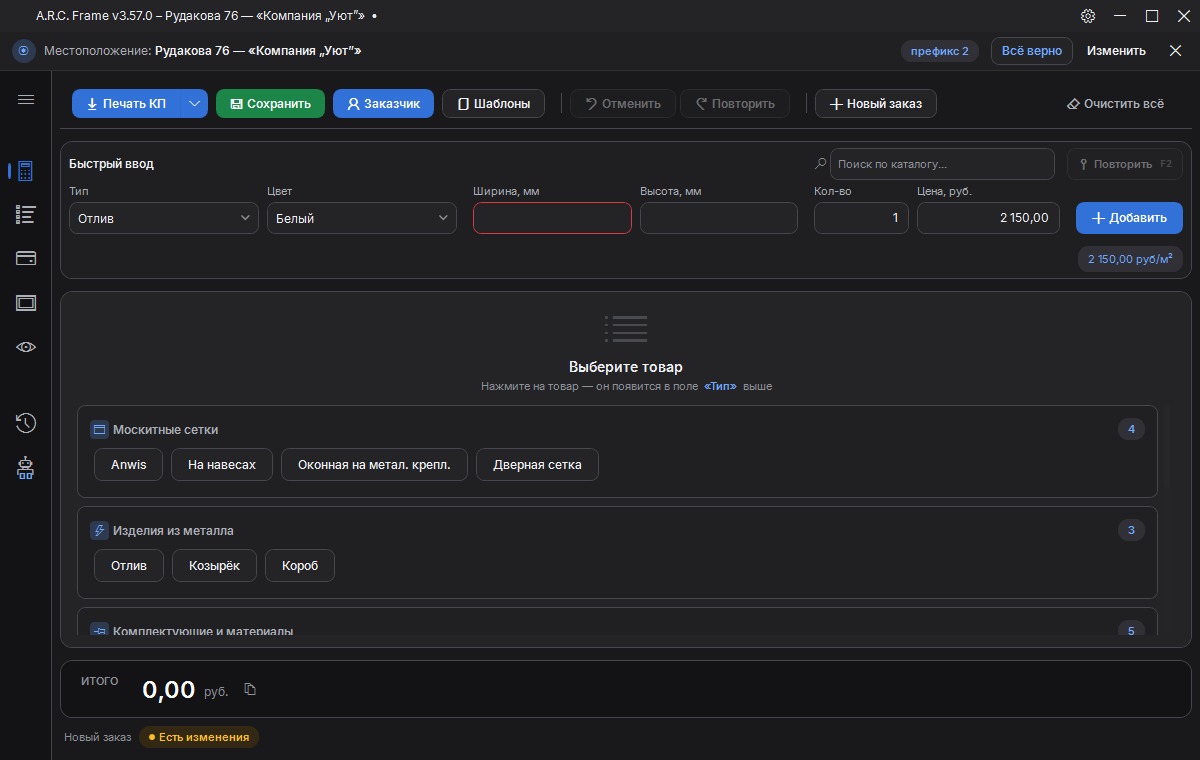 A.R.C. Frame v3.57.0 – Рудакова 76 — «Компания „Уют"» •
Местоположение: Рудакова 76 — «Компания „Уют"»
префикс 2
Всё верно
Изменить
Печать КП
Сохранить
Заказчик
Шаблоны
Отменить
Повторить
Новый заказ
Очистить всё
Быстрый ввод
Поиск по каталогу...
Повторить F2
Тип
Цвет
Ширина, мм
Высота, мм
Кол-во
Цена, руб.
Отлив
Белый
1
2 150,00
Добавить
2 150,00 руб/м²
Выберите товар
Нажмите на товар — он появится в поле «Тип» выше
Москитные сетки
4
Anwis
На навесах
Оконная на метал. крепл.
Дверная сетка
Изделия из металла
3
Отлив
Козырёк
Короб
Комплектующие и материалы
5
ИТОГО
0,00 руб.
Новый заказ
Есть изменения